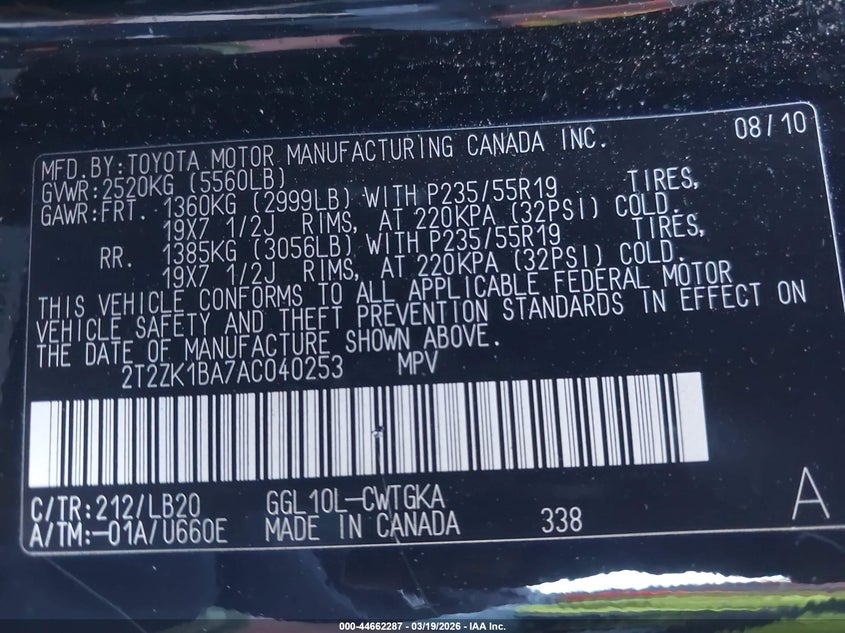 MFD.BY:TOYOTA MOTOR MANUFACTURING CANADA INC. 08/10
GVWR:2520KG (5560LB)
GAWR:FRT. 1360KG (2999LB) WITH P235/55R19 TIRES,
19X7 1/2J RIMS, AT 220KPA (32PSI) COLD.
RR. 1385KG (3056LB) WITH P235/55R19 TIRES,
19X7 1/2J RIMS, AT 220KPA (32PSI) COLD.
THIS VEHICLE CONFORMS TO ALL APPLICABLE FEDERAL MOTOR
VEHICLE SAFETY AND THEFT PREVENTION STANDARDS IN EFFECT ON
THE DATE OF MANUFACTURE SHOWN ABOVE.
2T2ZK1BA7AC040253 MPV
C/TR:212/LB20 GGL10L-CWTGKA
A/TM:-01A/U660E MADE IN CANADA 338 A
000-44662287 - 03/19/2026 - IAA Inc.